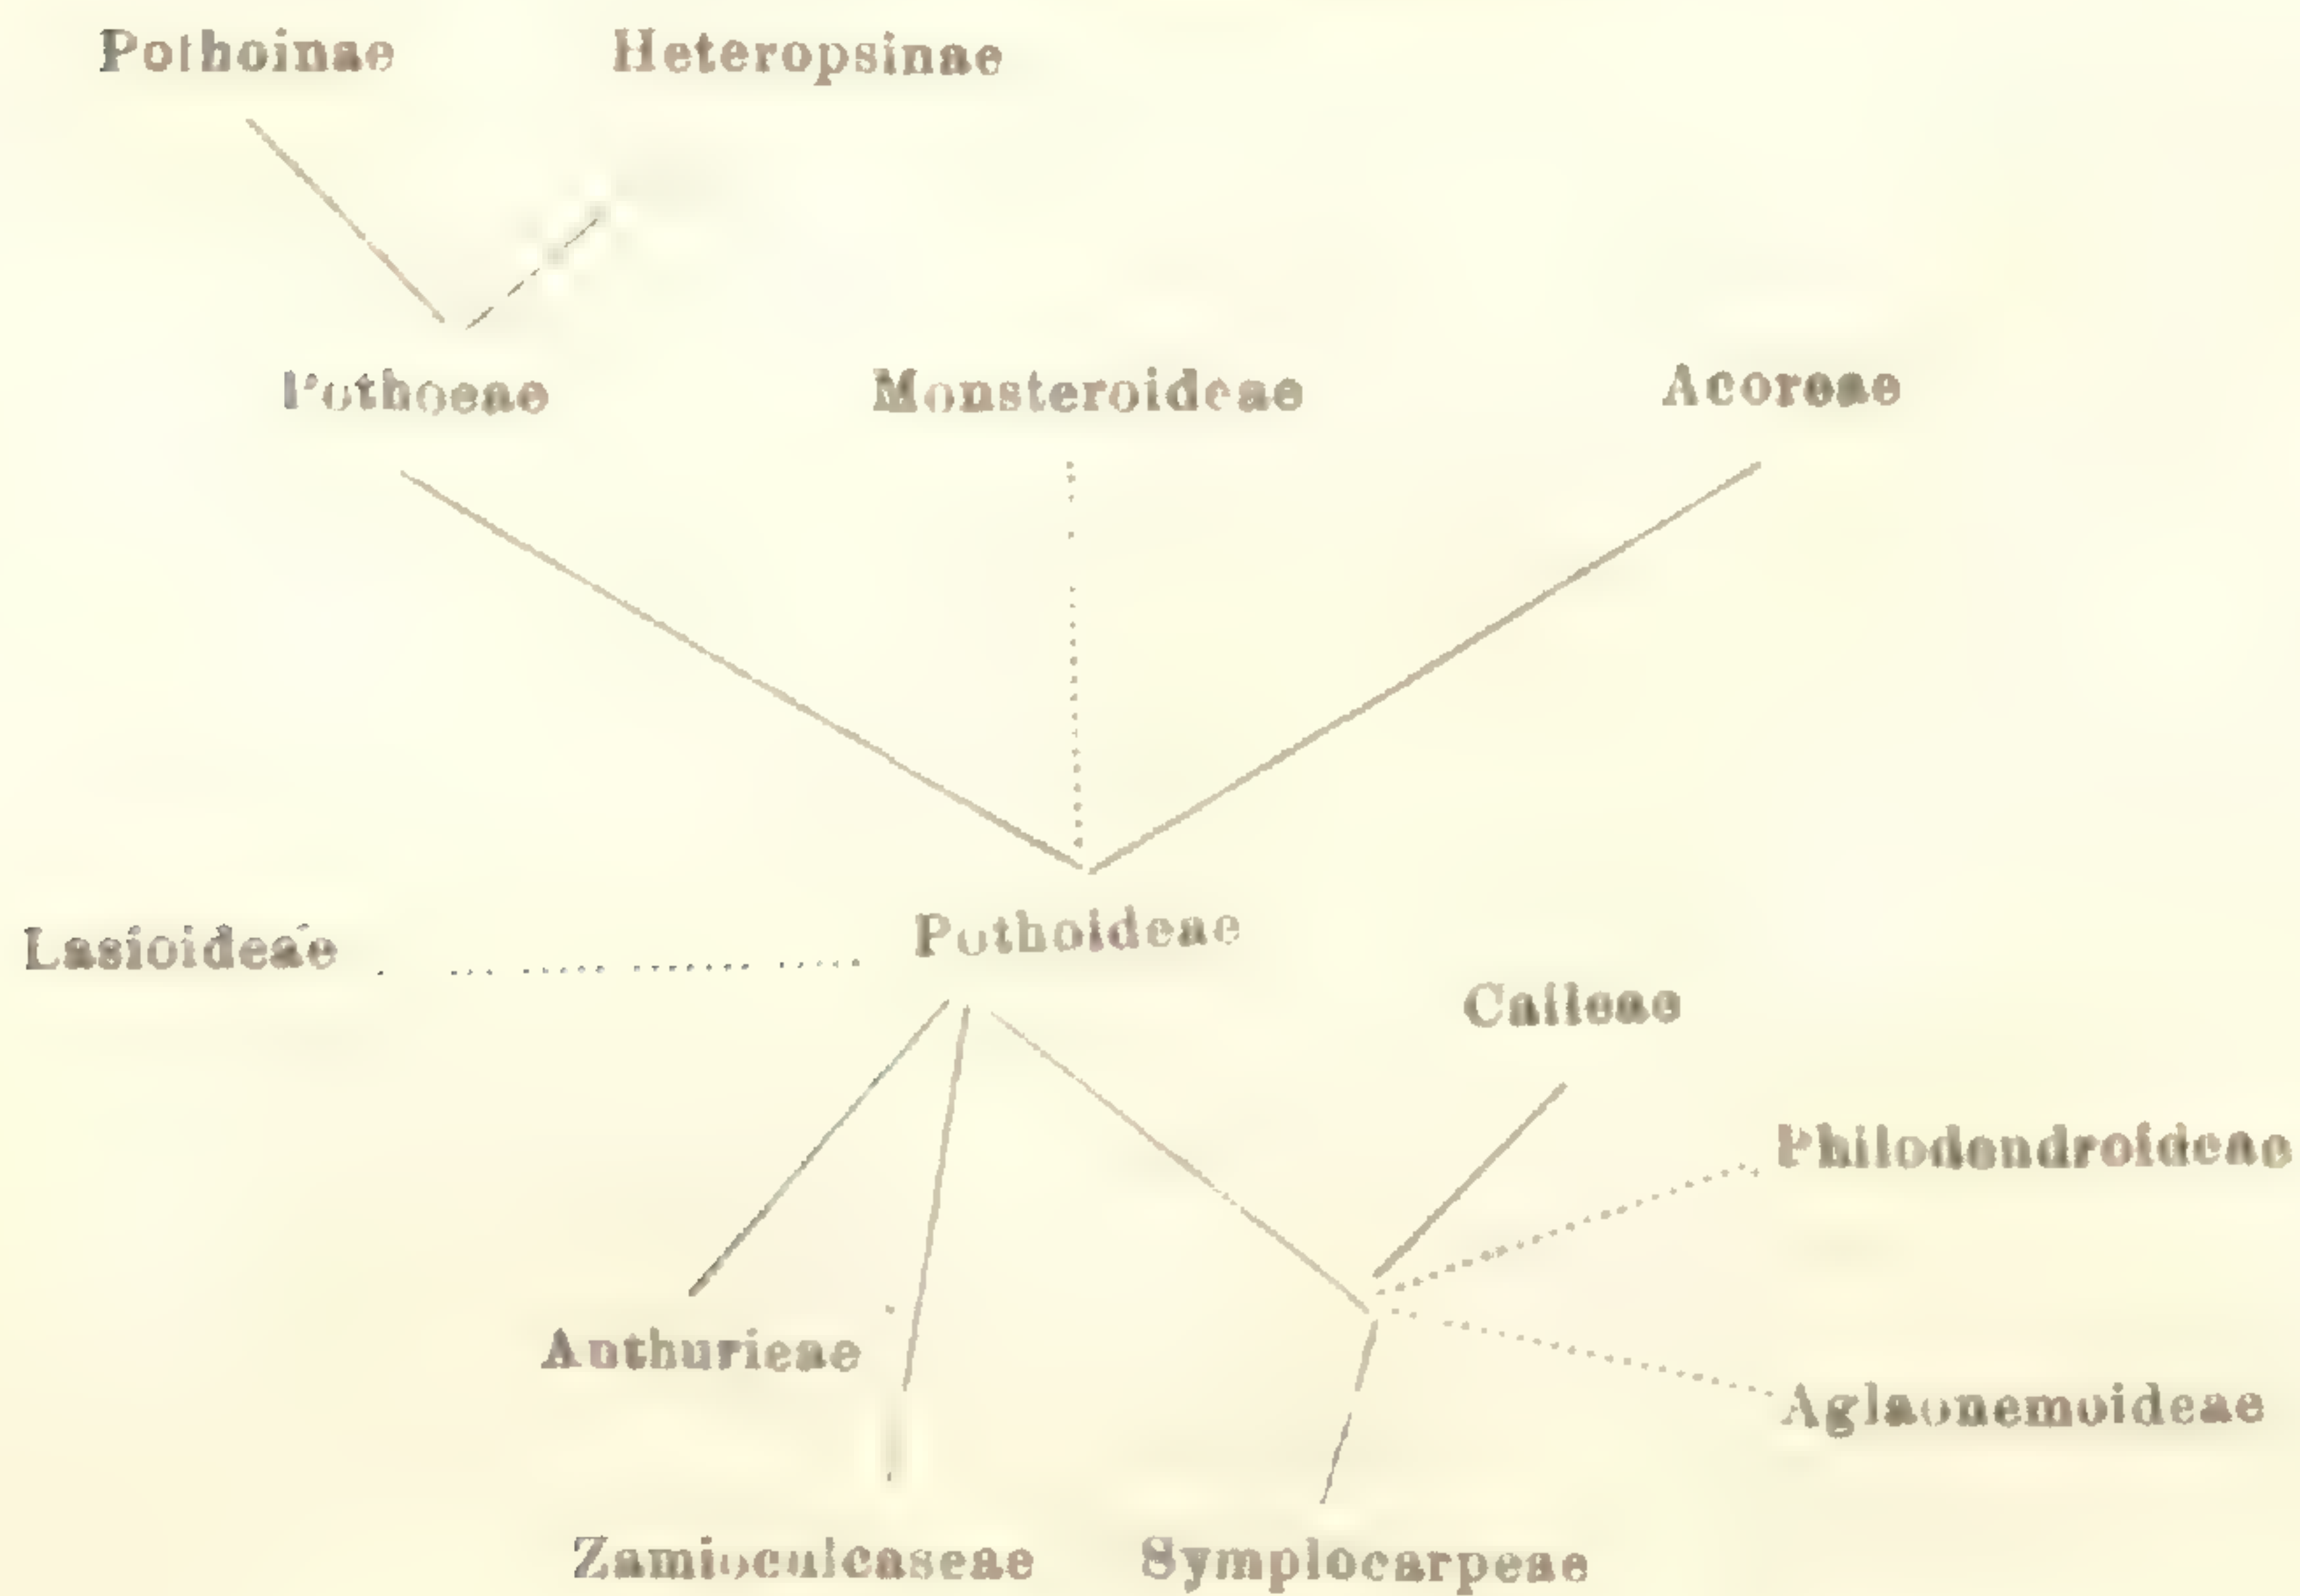 Pothoinae Heteropsinae
Pothoeae Monsteroideae Acoreae
Lasioideae Pothoideae
Calleae
Philodendroideae
Anthurieae
Aglaonemoideae
Zamioculcaseae Symplocarpeae